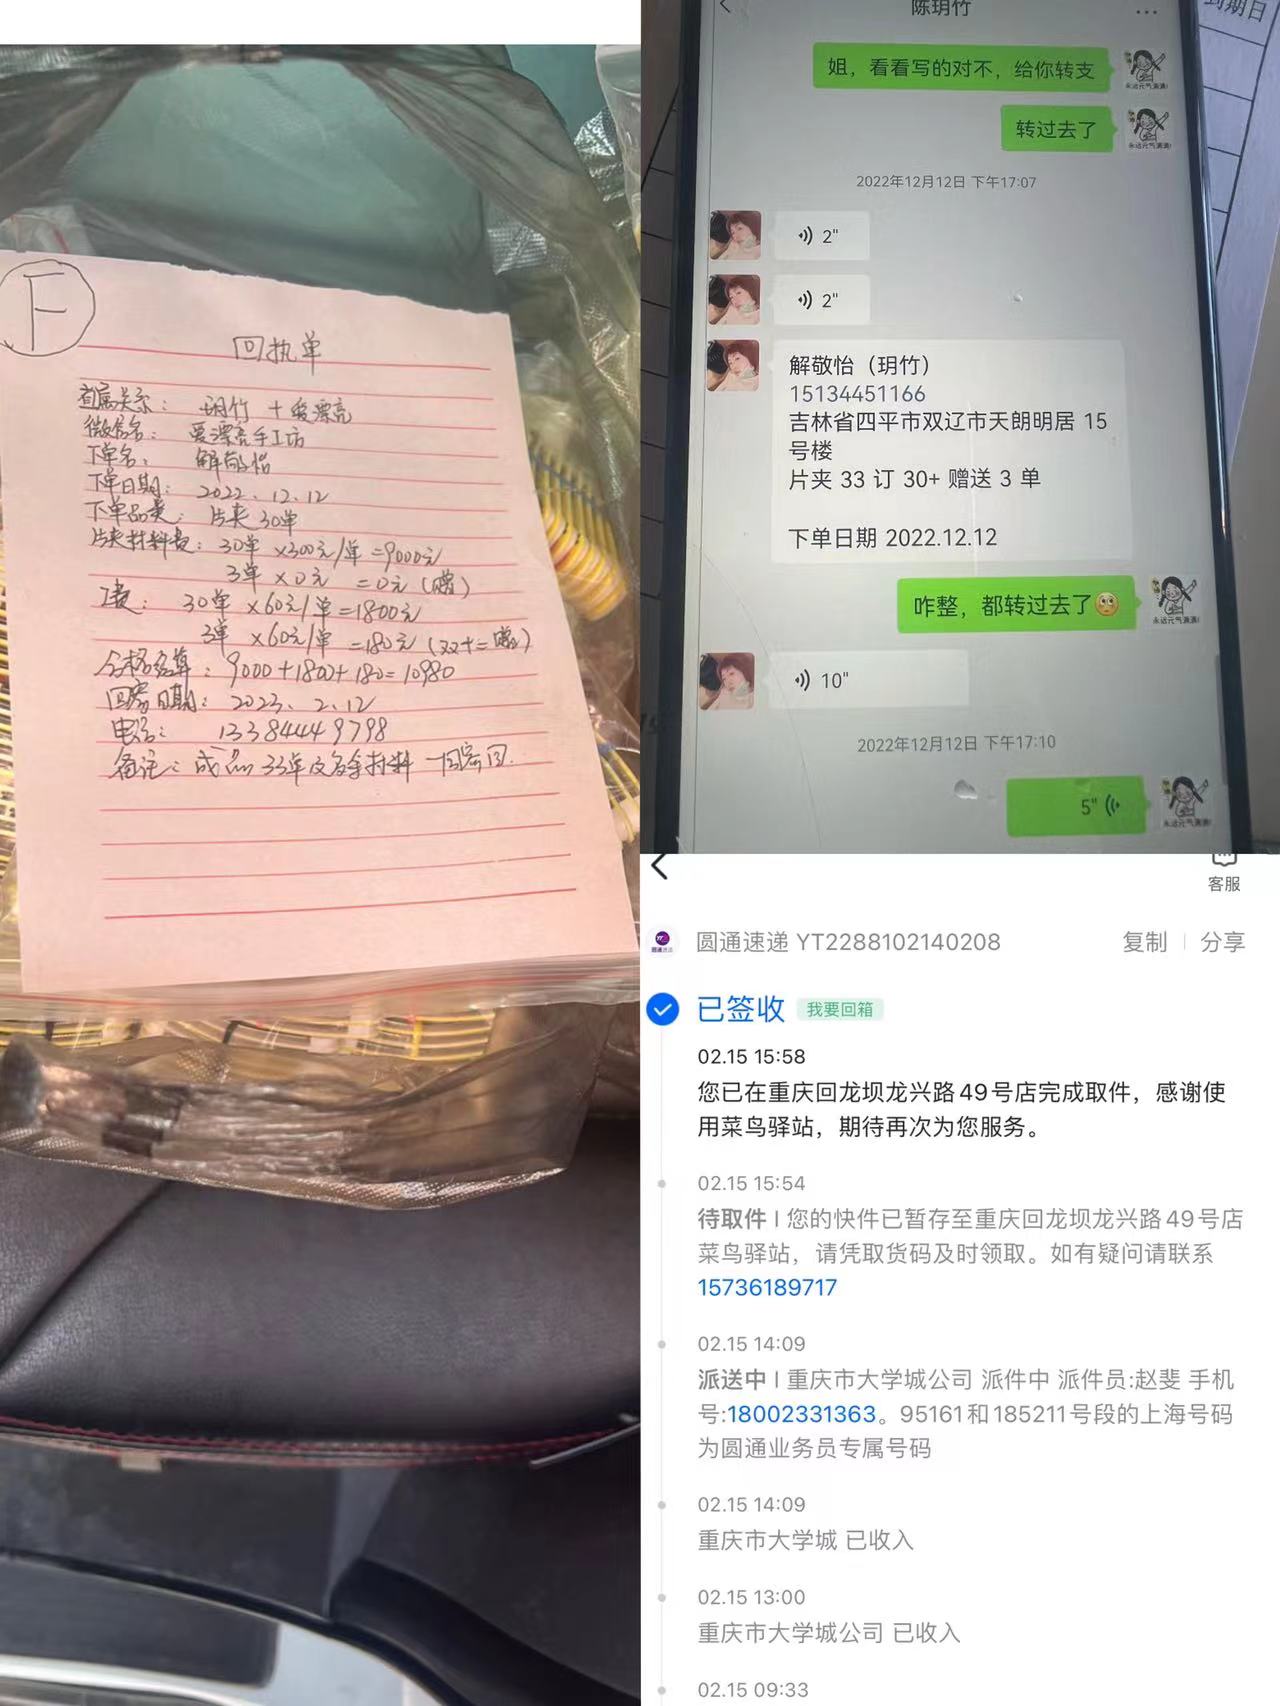 F
回执单
直属关系： 玥竹 + 爱漂亮
微信名： 爱漂亮手工坊
下单名： 解敬怡
下单日期： 2022.12.12
下单品类： 片夹30单
片夹材料费： 30单×300元/单=9000元
3单×0元 =0元(赠)
工费： 30单×60元/单=1800元
3单×60元/单=180元(双十二赠)
合格结算： 9000+1800+180=10980
回寄日期： 2023.2.12
电话： 13384449798
备注：成品33单及多余材料一同寄回.
到期日
陈玥竹
姐，看看写的对不，给你转支
转过去了
2022年12月12日 下午17:07
2"
2"
解敬怡（玥竹）
15134451166
吉林省四平市双辽市天朗明居 15
号楼
片夹 33 订 30+ 赠送 3 单
下单日期 2022.12.12
咋整，都转过去了🥺
10"
2022年12月12日 下午17:10
5"
客服
圆通速递 YT2288102140208 复制 | 分享
已签收 我要回箱
02.15 15:58
您已在重庆回龙坝龙兴路49号店完成取件，感谢使
用菜鸟驿站，期待再次为您服务。
02.15 15:54
待取件 | 您的快件已暂存至重庆回龙坝龙兴路49号店
菜鸟驿站，请凭取货码及时领取。如有疑问请联系
15736189717
02.15 14:09
派送中 | 重庆市大学城公司 派件中 派件员:赵斐 手机
号:18002331363。95161和185211号段的上海号码
为圆通业务员专属号码
02.15 14:09
重庆市大学城 已收入
02.15 13:00
重庆市大学城公司 已收入
02.15 09:33